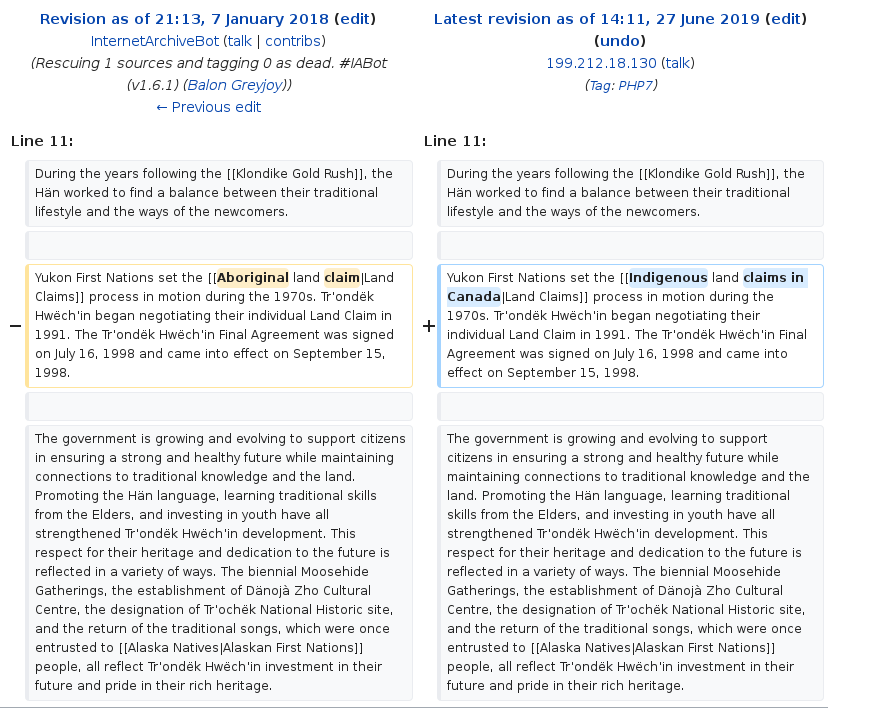 Revision as of 21:13, 7 January 2018 (edit)
InternetArchiveBot (talk | contribs)
(Rescuing 1 sources and tagging 0 as dead. #IABot
(v1.6.1) (Balon Greyjoy))
← Previous edit
Latest revision as of 14:11, 27 June 2019 (edit)
(undo)
199.212.18.130 (talk)
(Tag: PHP7)
Line 11:
During the years following the [[Klondike Gold Rush]], the
Hän worked to find a balance between their traditional
lifestyle and the ways of the newcomers.
−
Yukon First Nations set the [[Aboriginal land claim|Land
Claims]] process in motion during the 1970s. Tr'ondëk
Hwëch'in began negotiating their individual Land Claim in
1991. The Tr'ondëk Hwëch'in Final Agreement was signed
on July 16, 1998 and came into effect on September 15,
1998.
The government is growing and evolving to support citizens
in ensuring a strong and healthy future while maintaining
connections to traditional knowledge and the land.
Promoting the Hän language, learning traditional skills
from the Elders, and investing in youth have all
strengthened Tr'ondëk Hwëch'in development. This
respect for their heritage and dedication to the future is
reflected in a variety of ways. The biennial Moosehide
Gatherings, the establishment of Dänojà Zho Cultural
Centre, the designation of Tr'ochëk National Historic site,
and the return of the traditional songs, which were once
entrusted to [[Alaska Natives|Alaskan First Nations]]
people, all reflect Tr'ondëk Hwëch'in investment in their
future and pride in their rich heritage.
Line 11:
During the years following the [[Klondike Gold Rush]], the
Hän worked to find a balance between their traditional
lifestyle and the ways of the newcomers.
+
Yukon First Nations set the [[Indigenous land claims in
Canada|Land Claims]] process in motion during the
1970s. Tr'ondëk Hwëch'in began negotiating their
individual Land Claim in 1991. The Tr'ondëk Hwëch'in Final
Agreement was signed on July 16, 1998 and came into
effect on September 15, 1998.
The government is growing and evolving to support
citizens in ensuring a strong and healthy future while
maintaining connections to traditional knowledge and the
land. Promoting the Hän language, learning traditional
skills from the Elders, and investing in youth have all
strengthened Tr'ondëk Hwëch'in development. This
respect for their heritage and dedication to the future is
reflected in a variety of ways. The biennial Moosehide
Gatherings, the establishment of Dänojà Zho Cultural
Centre, the designation of Tr'ochëk National Historic site,
and the return of the traditional songs, which were once
entrusted to [[Alaska Natives|Alaskan First Nations]]
people, all reflect Tr'ondëk Hwëch'in investment in their
future and pride in their rich heritage.